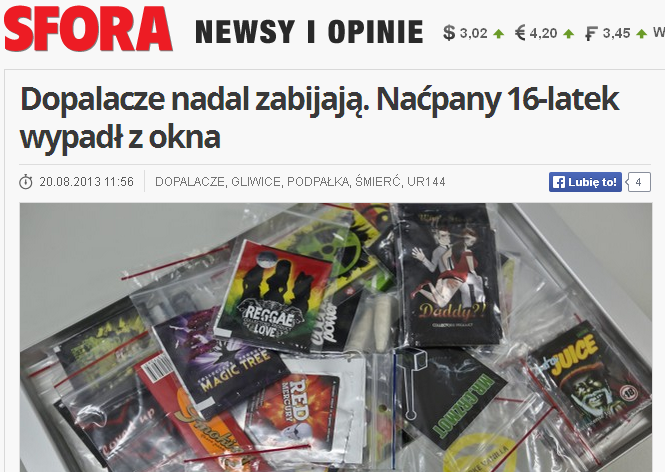 SFORA NEWSY I OPINIE $ 3,02 € 4,20 ₣ 3,45 W
Dopalacze nadal zabijają. Naćpany 16-latek
wypadł z okna
20.08.2013 11:56 DOPALACZE, GLIWICE, PODPAŁKA, ŚMIERĆ, UR144 Lubię to! 4
Daddy?!
REGGAE
LOVE
JUICE
MAGIC TREE
RED
MERCURY
MR.